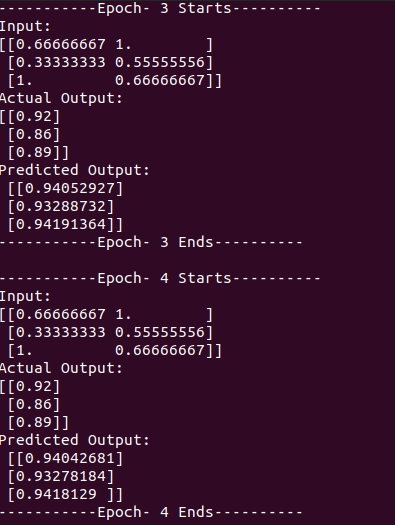 -----------Epoch- 3 Starts----------
Input:
[[0.66666667 1.        ]
 [0.33333333 0.55555556]
 [1.         0.66666667]]
Actual Output:
[[0.92]
 [0.86]
 [0.89]]
Predicted Output:
 [[0.94052927]
 [0.93288732]
 [0.94191364]]
-----------Epoch- 3 Ends----------
-----------Epoch- 4 Starts----------
Input:
[[0.66666667 1.        ]
 [0.33333333 0.55555556]
 [1.         0.66666667]]
Actual Output:
[[0.92]
 [0.86]
 [0.89]]
Predicted Output:
 [[0.94042681]
 [0.93278184]
 [0.9418129 ]]
-----------Epoch- 4 Ends----------